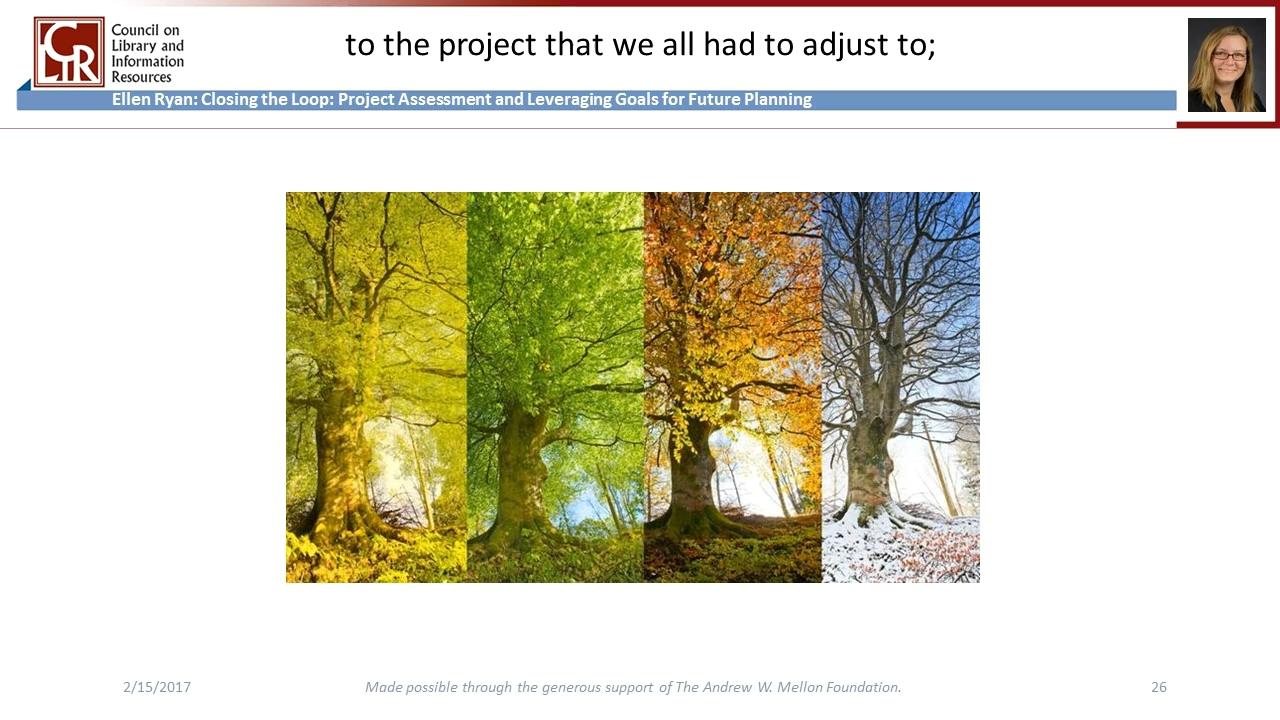 CLIR
Council on
Library and
Information
Resources
to the project that we all had to adjust to;
Ellen Ryan: Closing the Loop: Project Assessment and Leveraging Goals for Future Planning
2/15/2017
Made possible through the generous support of The Andrew W. Mellon Foundation.
26